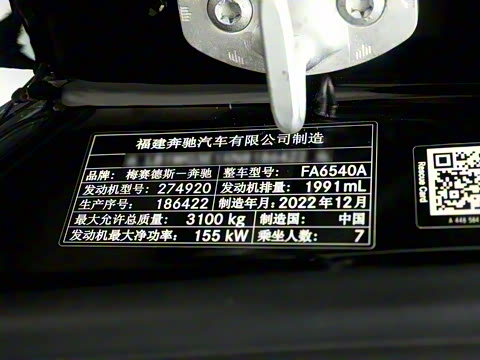 福建奔驰汽车有限公司制造
品牌: 梅赛德斯一奔驰 整车型号: FA6540A
发动机型号: 274920 发动机排量: 1991mL
生产序号: 186422 制造年月: 2022年12月
最大允许总质量: 3100 kg 制造国: 中国
发动机最大净功率: 155 kW 乘坐人数: 7
Rescue Card
A 448 584